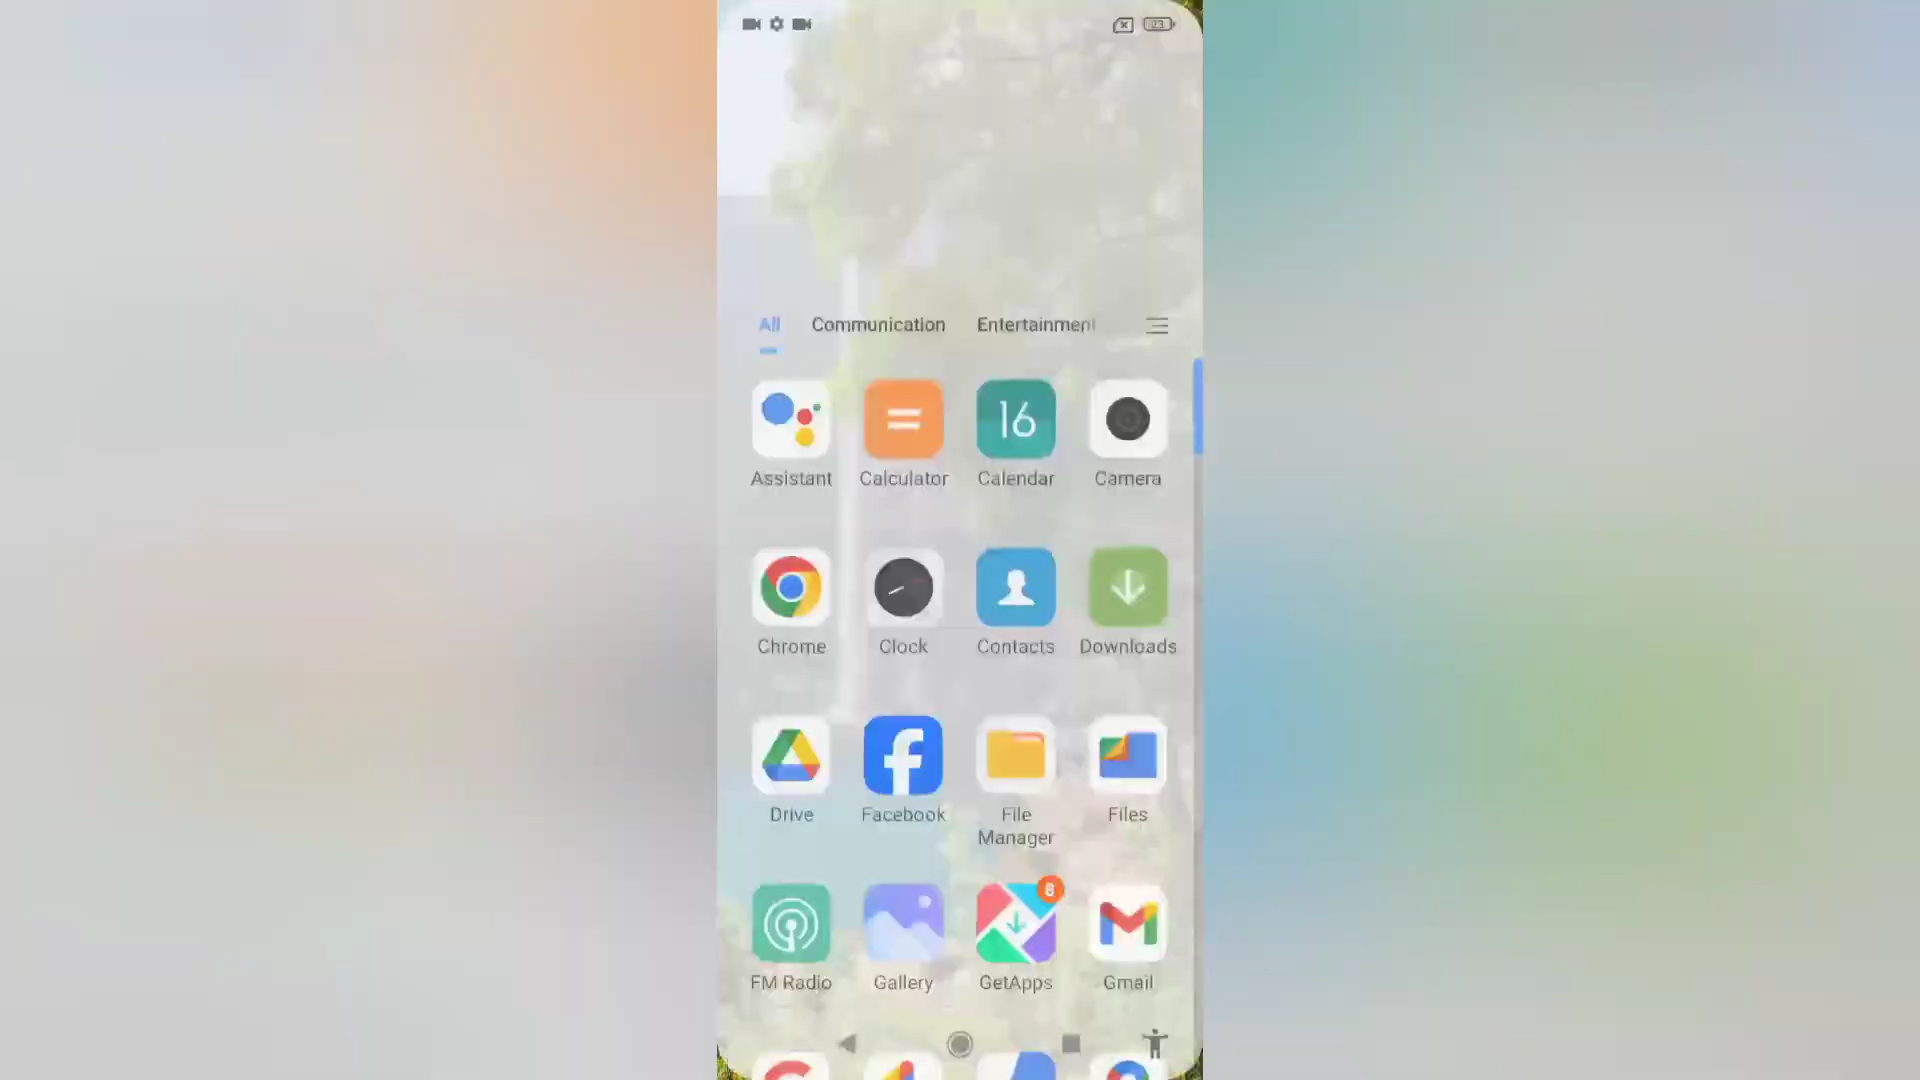 23
All Communication Entertainment
16
Assistant Calculator Calendar Camera
Chrome Clock Contacts Downloads
Drive Facebook File Manager Files
8
FM Radio Gallery GetApps Gmail